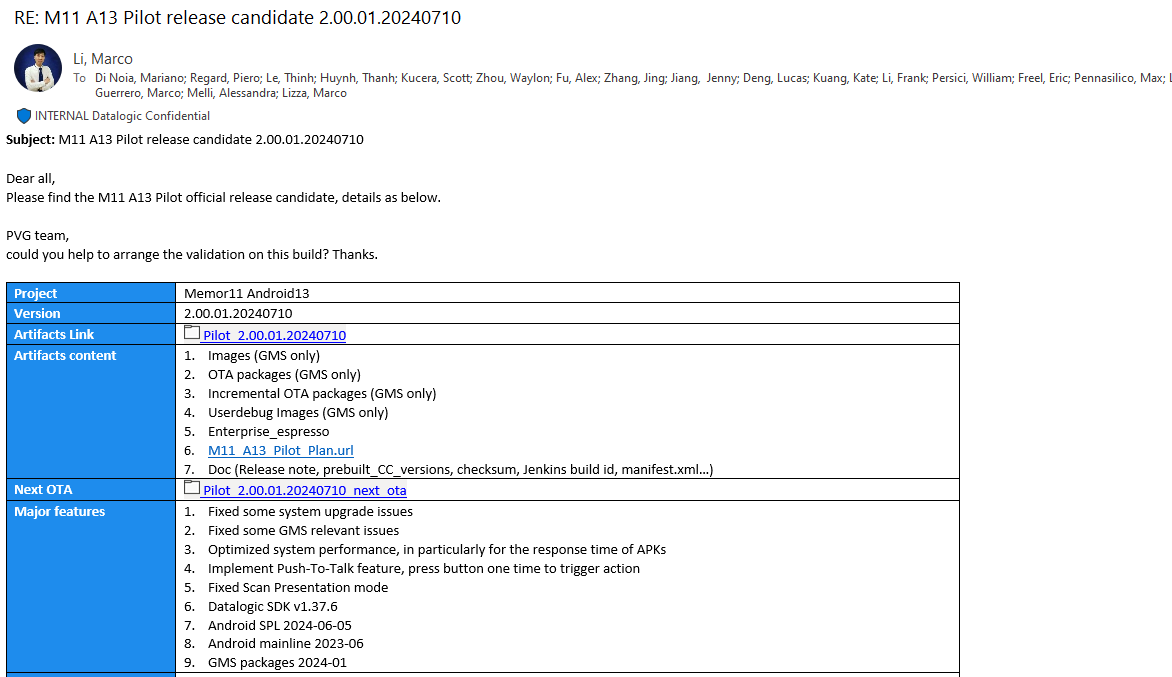 RE: M11 A13 Pilot release candidate 2.00.01.20240710
Li, Marco
To Di Noia, Mariano; Regard, Piero; Le, Thinh; Huynh, Thanh; Kucera, Scott; Zhou, Waylon; Fu, Alex; Zhang, Jing; Jiang, Jenny; Deng, Lucas; Kuang, Kate; Li, Frank; Persici, William; Freel, Eric; Pennasilico, Max;
Guerrero, Marco; Melli, Alessandra; Lizza, Marco
INTERNAL Datalogic Confidential
Subject: M11 A13 Pilot release candidate 2.00.01.20240710
Dear all,
Please find the M11 A13 Pilot official release candidate, details as below.
PVG team,
could you help to arrange the validation on this build? Thanks.
Project Memor11 Android13
Version 2.00.01.20240710
Artifacts Link Pilot_2.00.01.20240710
Artifacts content 1. Images (GMS only)
2. OTA packages (GMS only)
3. Incremental OTA packages (GMS only)
4. Userdebug Images (GMS only)
5. Enterprise_espresso
6. M11_A13_Pilot_Plan.url
7. Doc (Release note, prebuilt_CC_versions, checksum, Jenkins build id, manifest.xml…)
Next OTA Pilot_2.00.01.20240710_next_ota
Major features 1. Fixed some system upgrade issues
2. Fixed some GMS relevant issues
3. Optimized system performance, in particularly for the response time of APKs
4. Implement Push-To-Talk feature, press button one time to trigger action
5. Fixed Scan Presentation mode
6. Datalogic SDK v1.37.6
7. Android SPL 2024-06-05
8. Android mainline 2023-06
9. GMS packages 2024-01